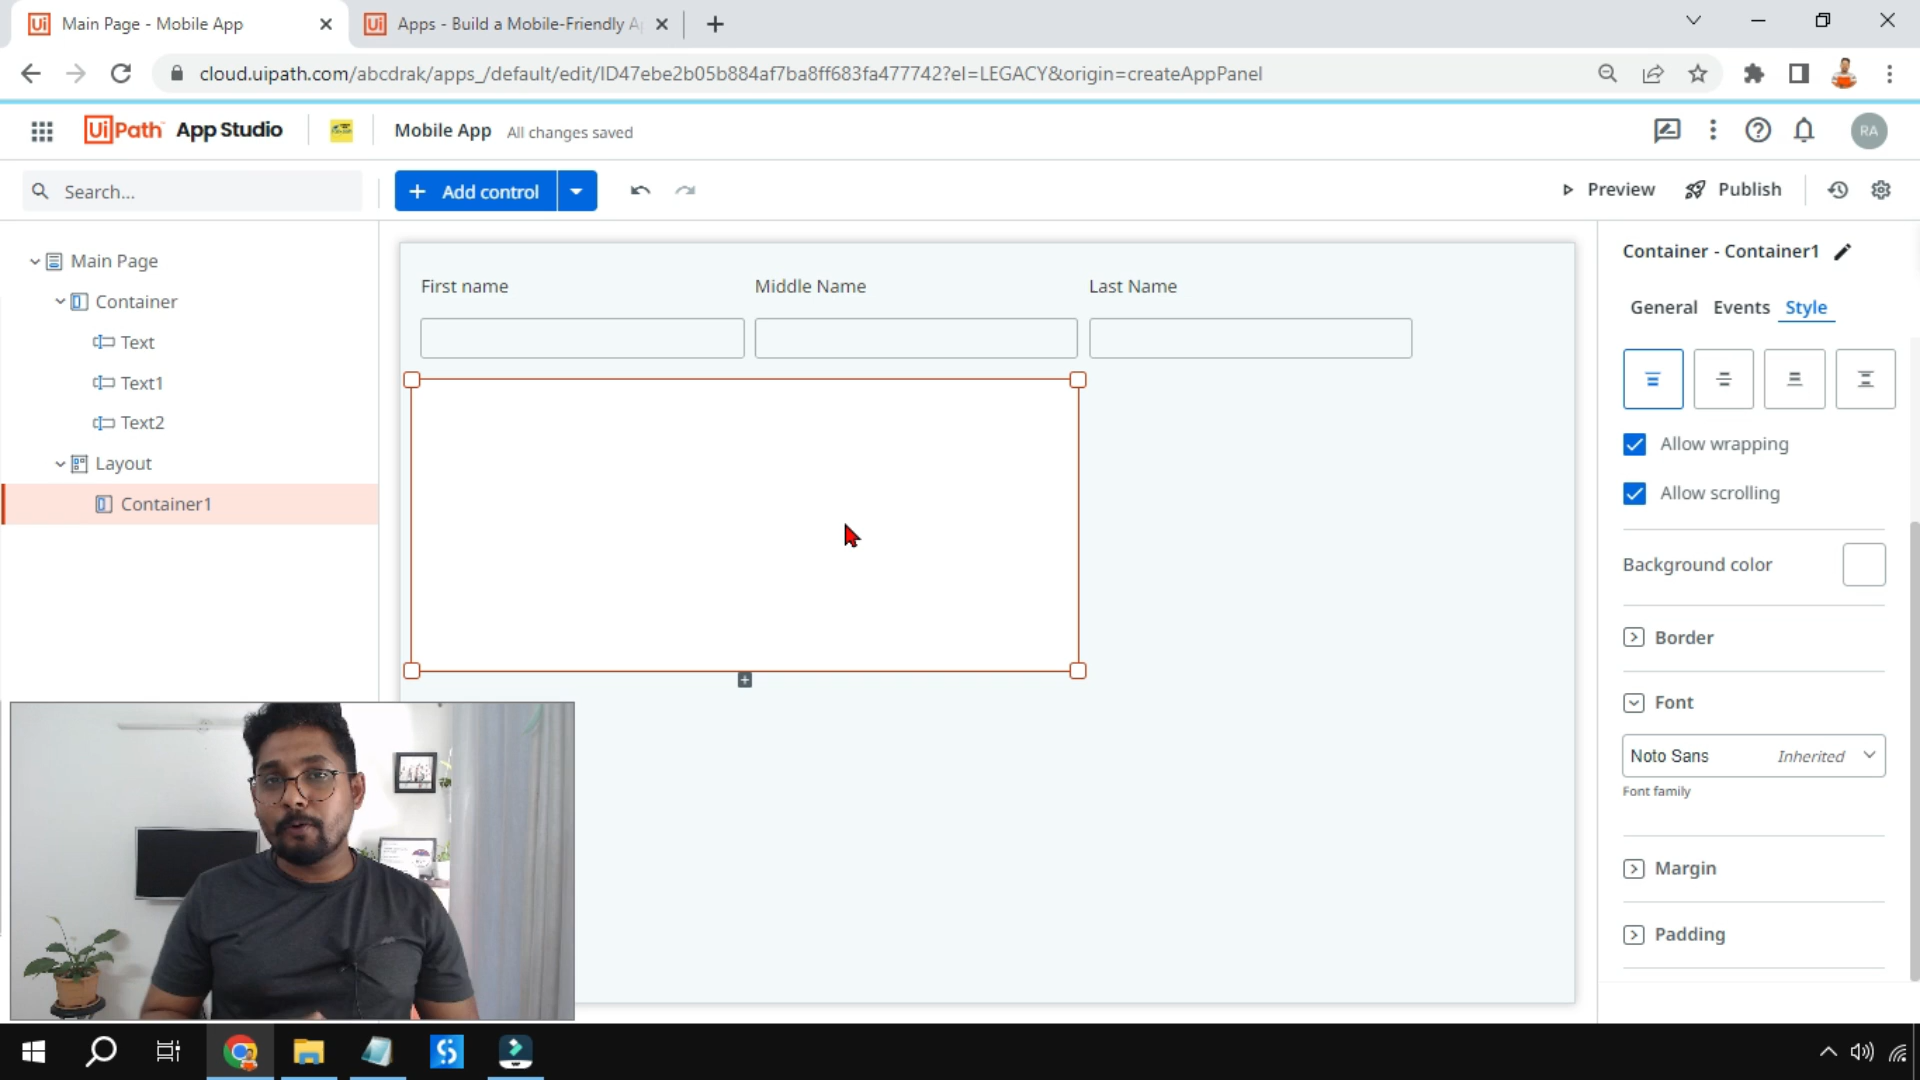 Main Page - Mobile App
Apps - Build a Mobile-Friendly A
cloud.uipath.com/abcdrak/apps_/default/edit/ID47ebe2b05b884af7ba8ff683fa477742?el=LEGACY&origin=createAppPanel
UiPath App Studio
Mobile App
All changes saved
RA
Search...
Add control
Preview
Publish
Main Page
Container
Text
Text1
Text2
Layout
Container1
First name
Middle Name
Last Name
Container - Container1
General Events Style
Allow wrapping
Allow scrolling
Background color
Border
Font
Noto Sans Inherited
Font family
Margin
Padding